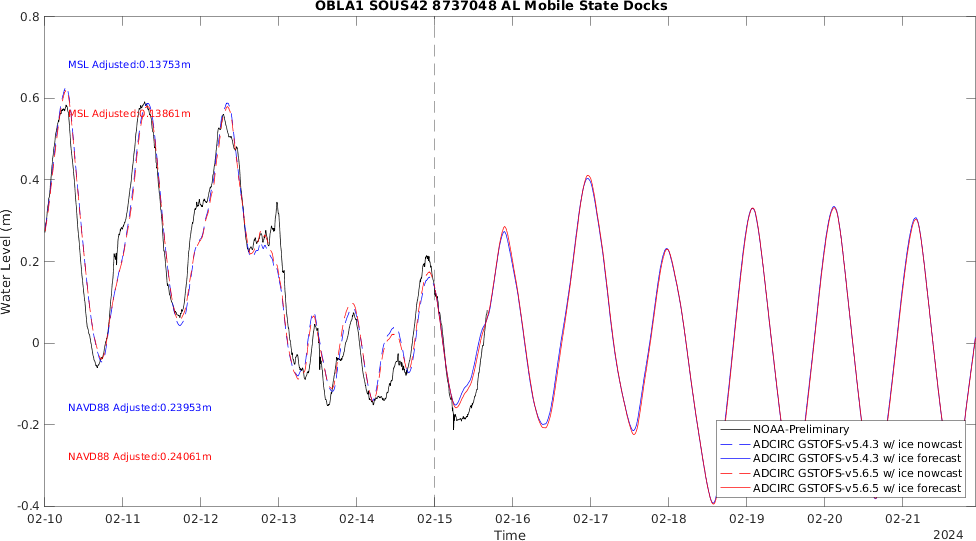 OBLA1 SOUS42 8737048 AL Mobile State Docks
0.8
0.6
0.4
0.2
0
-0.2
-0.4
Water Level (m)
MSL Adjusted:0.13753m
MSL Adjusted:0.13861m
NAVD88 Adjusted:0.23953m
NAVD88 Adjusted:0.24061m
NOAA-Preliminary
ADCIRC GSTOFS-v5.4.3 w/ ice nowcast
ADCIRC GSTOFS-v5.4.3 w/ ice forecast
ADCIRC GSTOFS-v5.6.5 w/ ice nowcast
ADCIRC GSTOFS-v5.6.5 w/ ice forecast
02-10 02-11 02-12 02-13 02-14 02-15 02-16 02-17 02-18 02-19 02-20 02-21
Time
2024